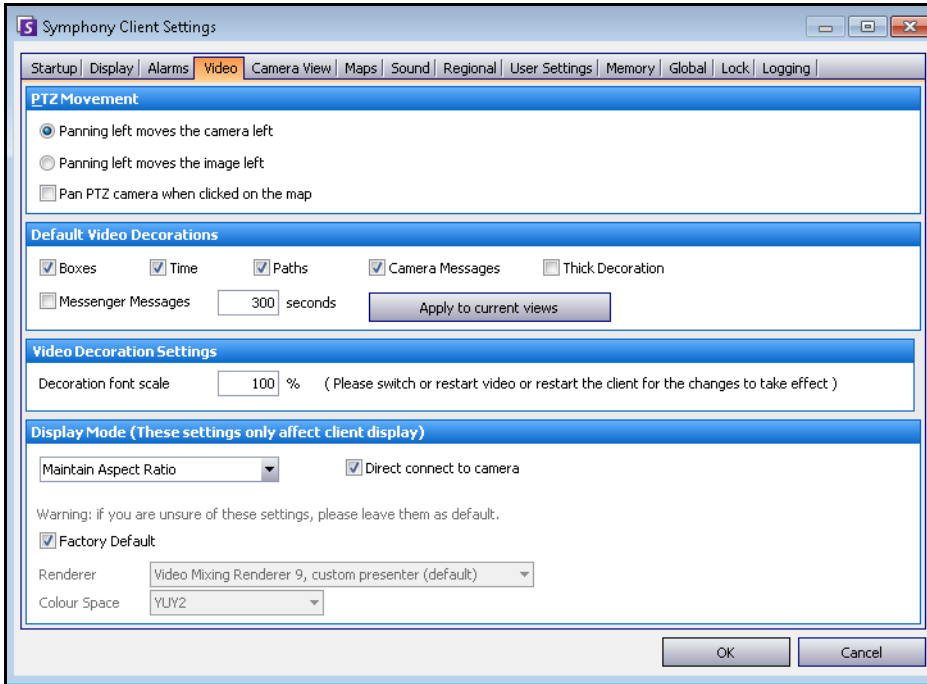 Symphony Client Settings
Startup Display Alarms Video Camera View Maps Sound Regional User Settings Memory Global Lock Logging
PTZ Movement
Panning left moves the camera left
Panning left moves the image left
Pan PTZ camera when clicked on the map
Default Video Decorations
Boxes Time Paths Camera Messages Thick Decoration
Messenger Messages 300 seconds Apply to current views
Video Decoration Settings
Decoration font scale 100 % ( Please switch or restart video or restart the client for the changes to take effect )
Display Mode (These settings only affect client display)
Maintain Aspect Ratio Direct connect to camera
Warning: if you are unsure of these settings, please leave them as default.
Factory Default
Renderer Video Mixing Renderer 9, custom presenter (default)
Colour Space YUY2
OK Cancel